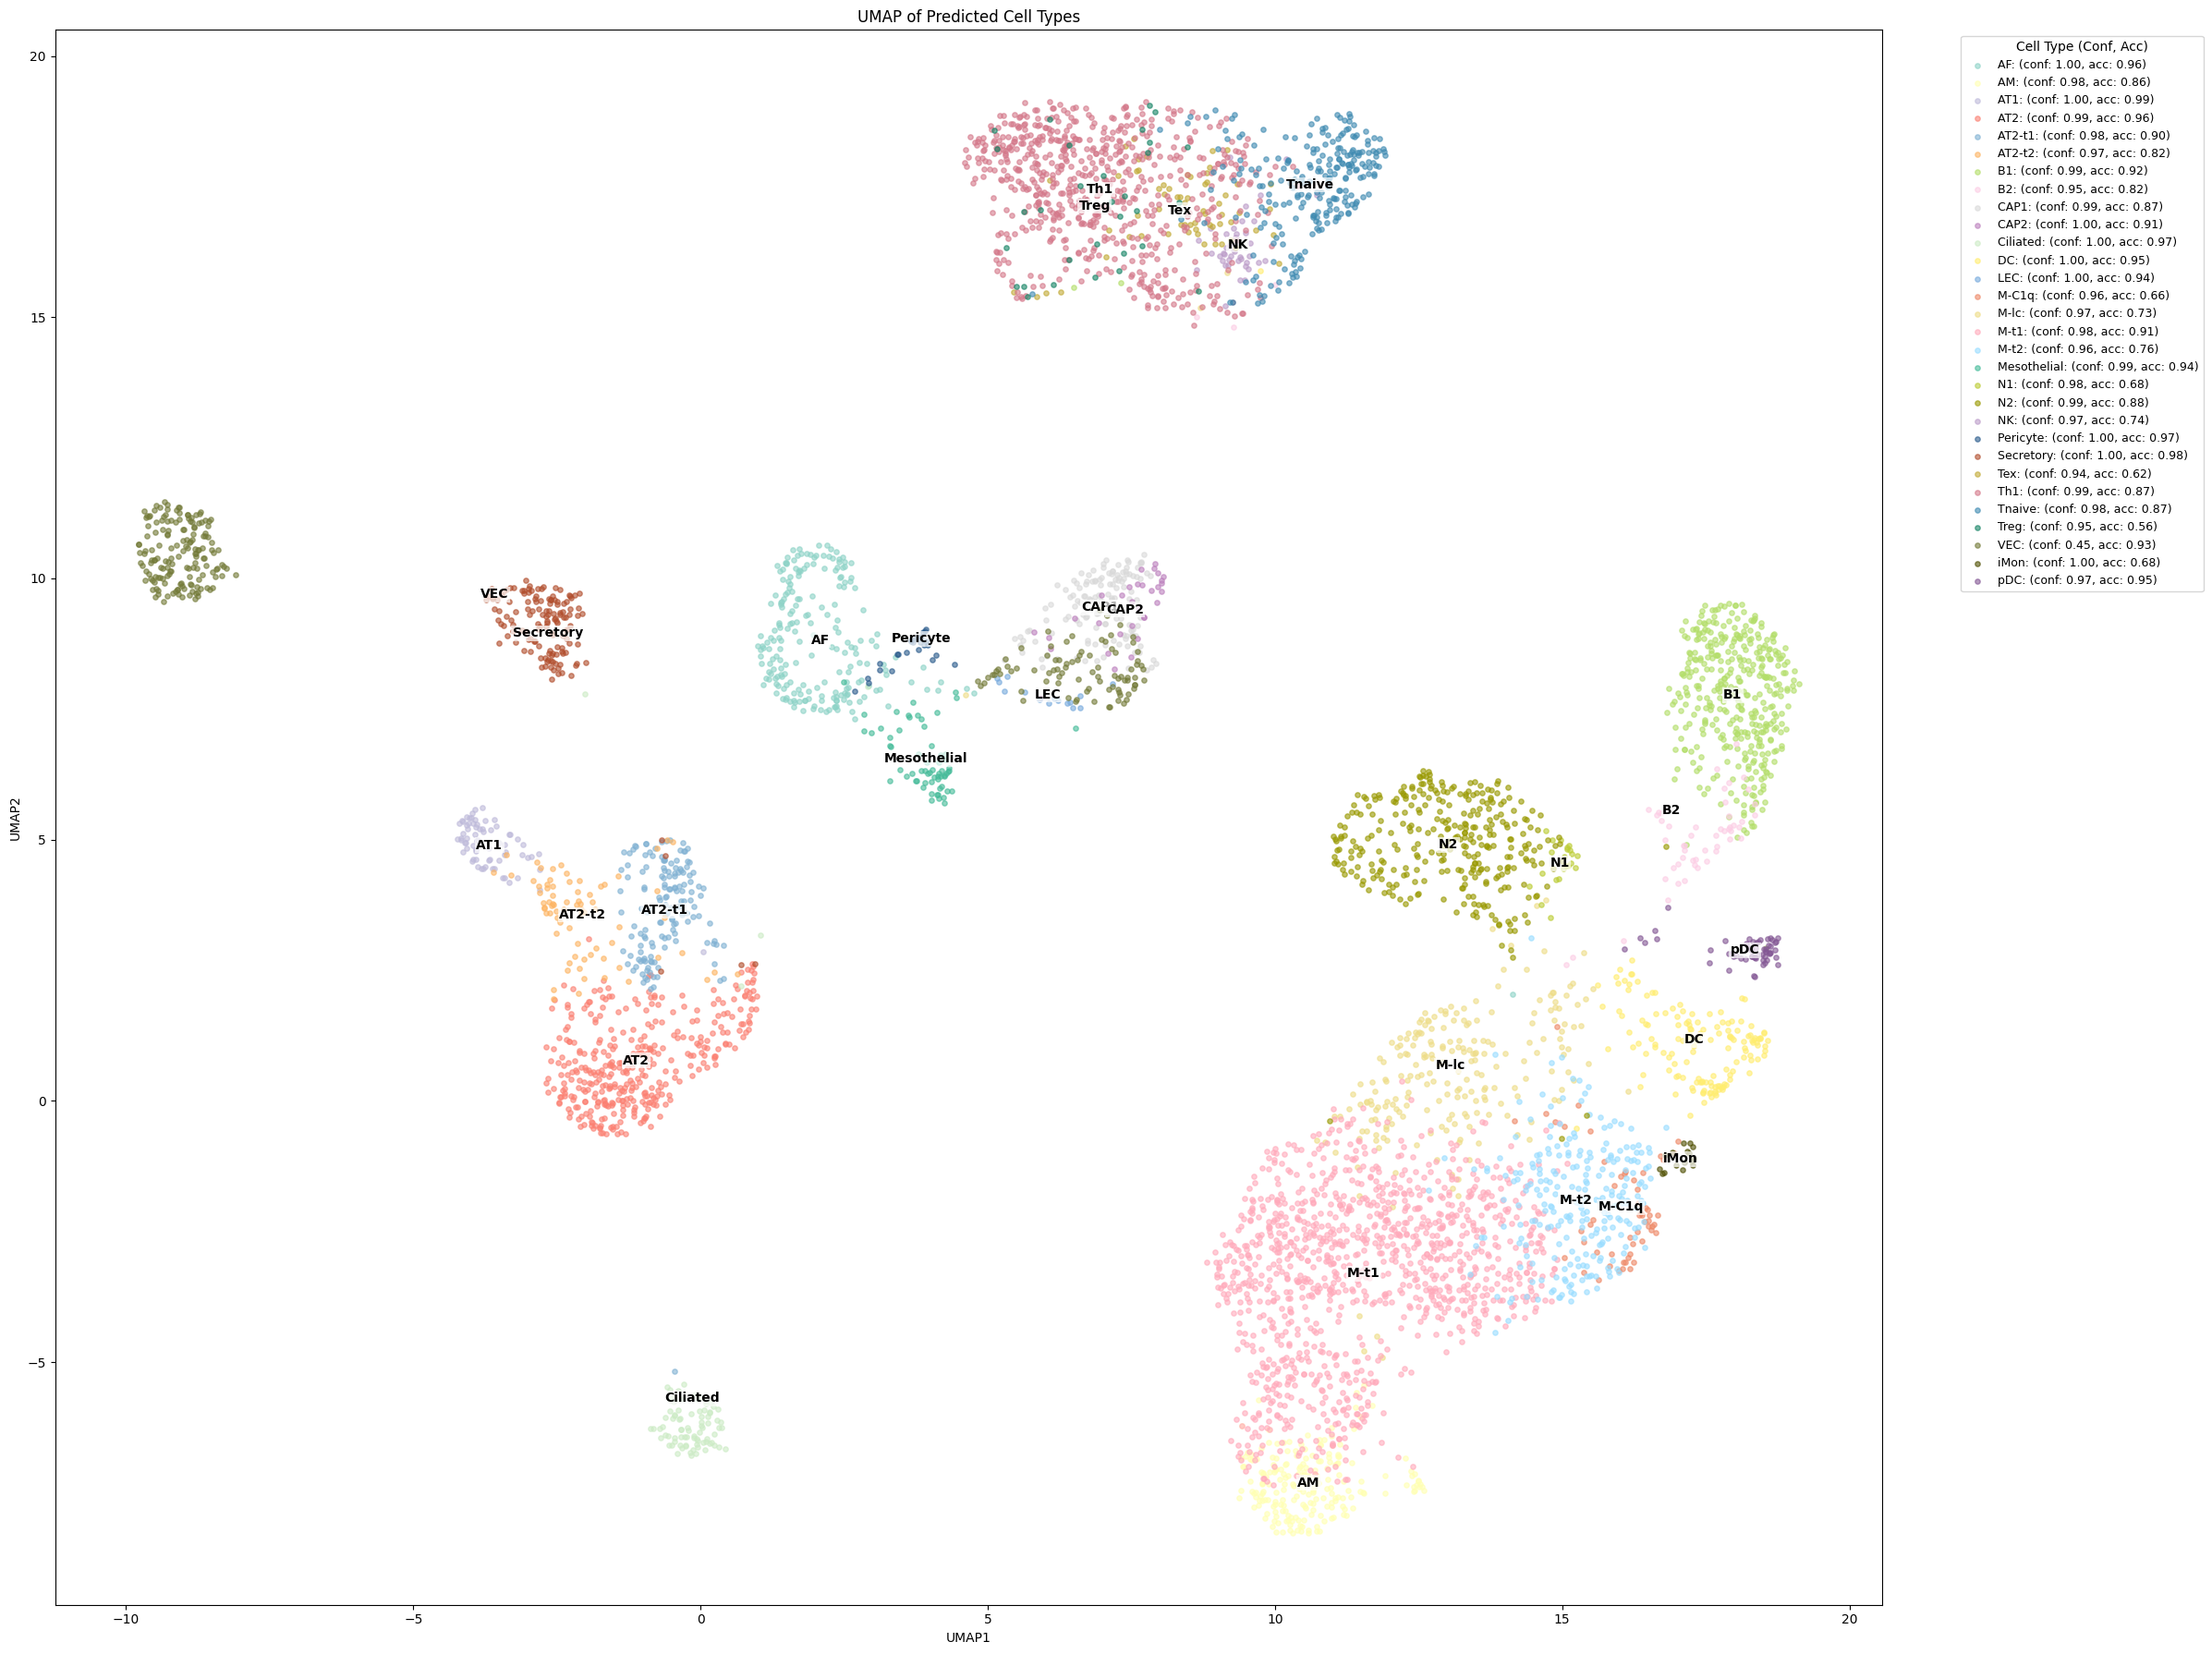 UMAP of Predicted Cell Types
Cell Type (Conf, Acc)
AF: (conf: 1.00, acc: 0.96)
AM: (conf: 0.98, acc: 0.86)
AT1: (conf: 1.00, acc: 0.99)
AT2: (conf: 0.99, acc: 0.96)
AT2-t1: (conf: 0.98, acc: 0.90)
AT2-t2: (conf: 0.97, acc: 0.82)
B1: (conf: 0.99, acc: 0.92)
B2: (conf: 0.95, acc: 0.82)
CAP1: (conf: 0.99, acc: 0.87)
CAP2: (conf: 1.00, acc: 0.91)
Ciliated: (conf: 1.00, acc: 0.97)
DC: (conf: 1.00, acc: 0.95)
LEC: (conf: 1.00, acc: 0.94)
M-C1q: (conf: 0.96, acc: 0.66)
M-lc: (conf: 0.97, acc: 0.73)
M-t1: (conf: 0.98, acc: 0.91)
M-t2: (conf: 0.96, acc: 0.76)
Mesothelial: (conf: 0.99, acc: 0.94)
N1: (conf: 0.98, acc: 0.68)
N2: (conf: 0.99, acc: 0.88)
NK: (conf: 0.97, acc: 0.74)
Pericyte: (conf: 1.00, acc: 0.97)
Secretory: (conf: 1.00, acc: 0.98)
Tex: (conf: 0.94, acc: 0.62)
Th1: (conf: 0.99, acc: 0.87)
Tnaive: (conf: 0.98, acc: 0.87)
Treg: (conf: 0.95, acc: 0.56)
VEC: (conf: 0.45, acc: 0.93)
iMon: (conf: 1.00, acc: 0.68)
pDC: (conf: 0.97, acc: 0.95)
20
15
10
5
0
−5
UMAP2
Th1
Treg
Tex
Tnaive
NK
VEC
Secretory
AF
Pericyte
CAP2
LEC
Mesothelial
B1
B2
AT1
AT2-t2
AT2-t1
N2
N1
pDC
AT2
M-lc
DC
iMon
M-t2
M-C1q
M-t1
Ciliated
AM
−10
−5
0
5
10
15
20
UMAP1